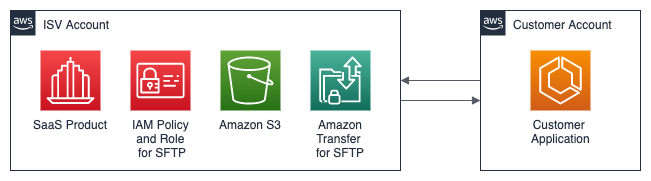 aws
ISV Account
SaaS Product
IAM Policy
and Role
for SFTP
Amazon S3
Amazon
Transfer
for SFTP
aws
Customer Account
Customer
Application